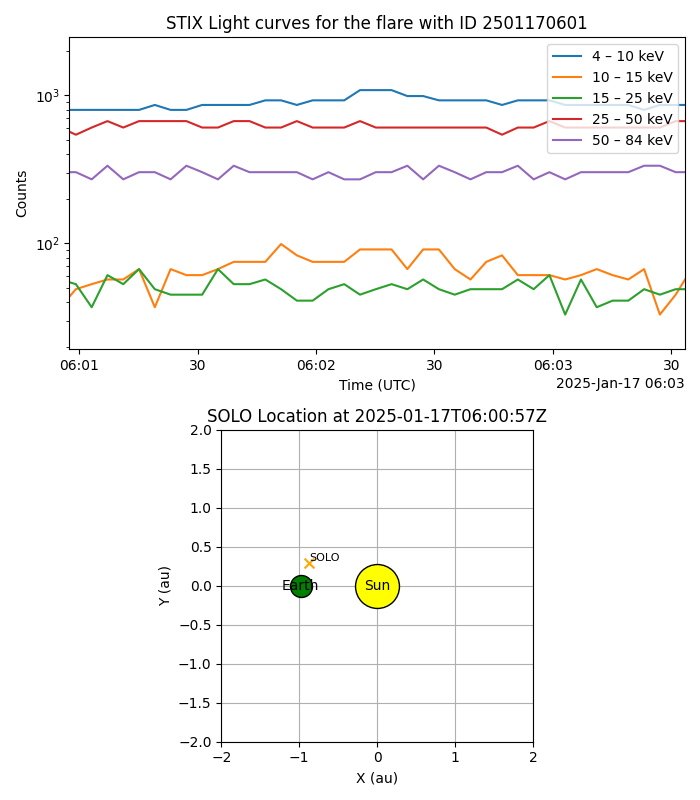 STIX Light curves for the flare with ID 2501170601
4 – 10 keV
10 – 15 keV
15 – 25 keV
25 – 50 keV
50 – 84 keV
10³
10²
Counts
06:01 30 06:02 30 06:03 30
Time (UTC)
2025-Jan-17 06:03
SOLO Location at 2025-01-17T06:00:57Z
2.0
1.5
1.0
0.5
0.0
−0.5
−1.0
−1.5
−2.0
Y (au)
SOLO
Earth
Sun
−2 −1 0 1 2
X (au)